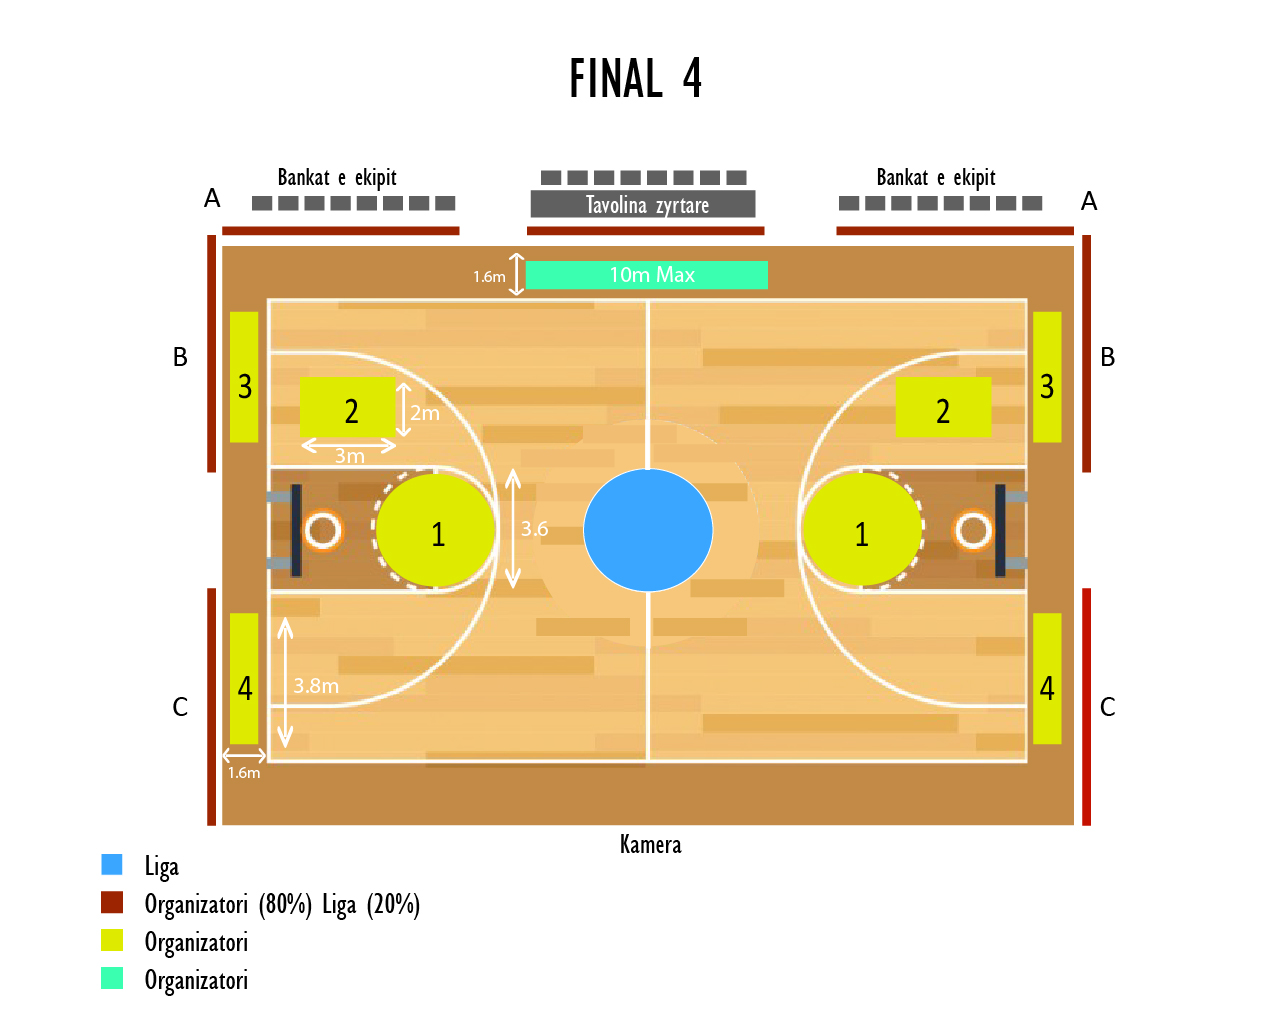 FINAL 4
Bankat e ekipit
Bankat e ekipit
A
Tavolina zyrtare
A
1.6m
10m Max
B
B
3
3
2
2m
2
3m
1
3.6
1
4
3.8m
4
C
C
1.6m
Kamera
Liga
Organizatori (80%) Liga (20%)
Organizatori
Organizatori